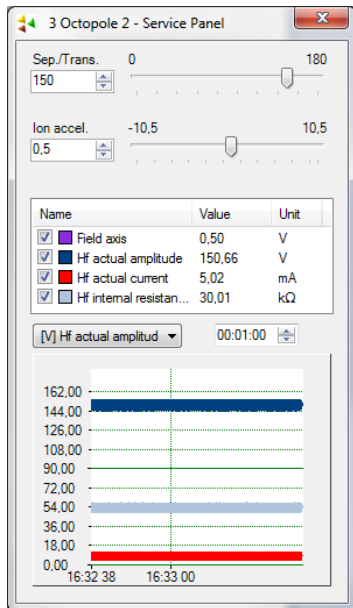 3 Octopole 2 - Service Panel
x
Sep./Trans. 0 180
150
Ion accel. -10,5 10,5
0,5
Name Value Unit
Field axis 0,50 V
Hf actual amplitude 150,66 V
Hf actual current 5,02 mA
Hf internal resistan... 30,01 kΩ
[V] Hf actual amplitud 00:01:00
162,00
144,00
126,00
108,00
90,00
72,00
54,00
36,00
18,00
0,00
16:32 38 16:33 00